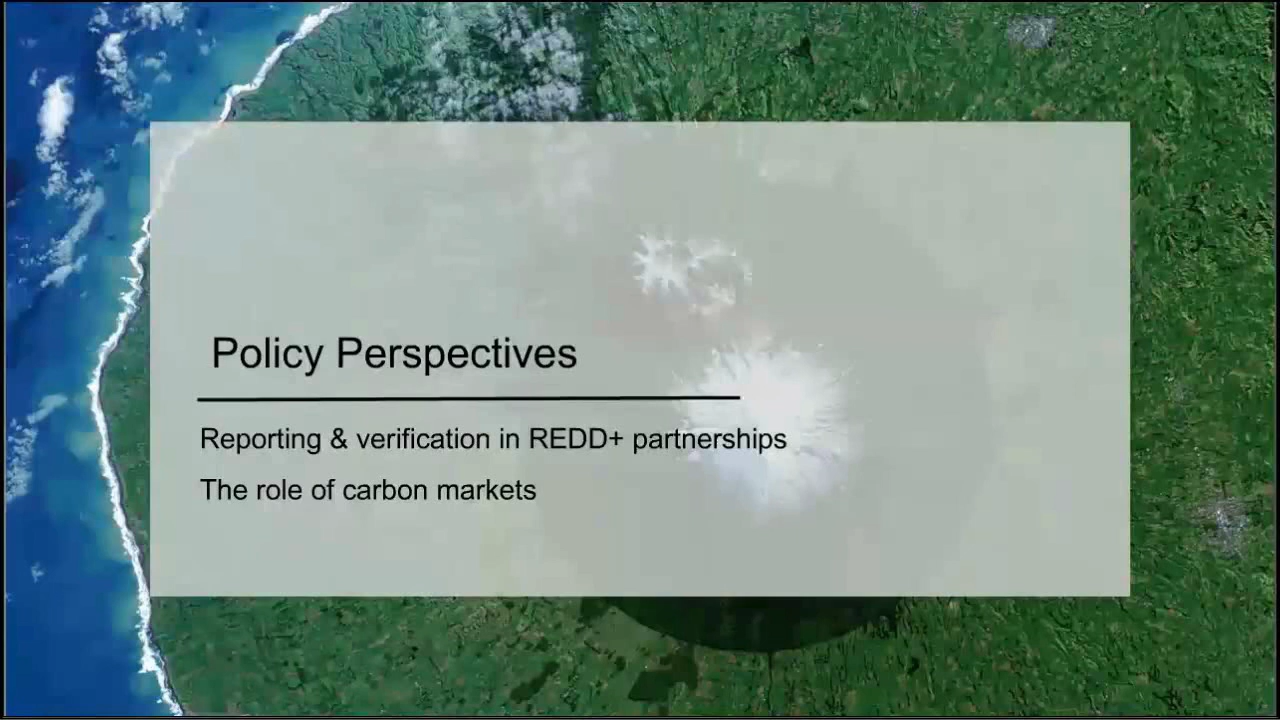 Policy Perspectives
Reporting & verification in REDD+ partnerships
The role of carbon markets